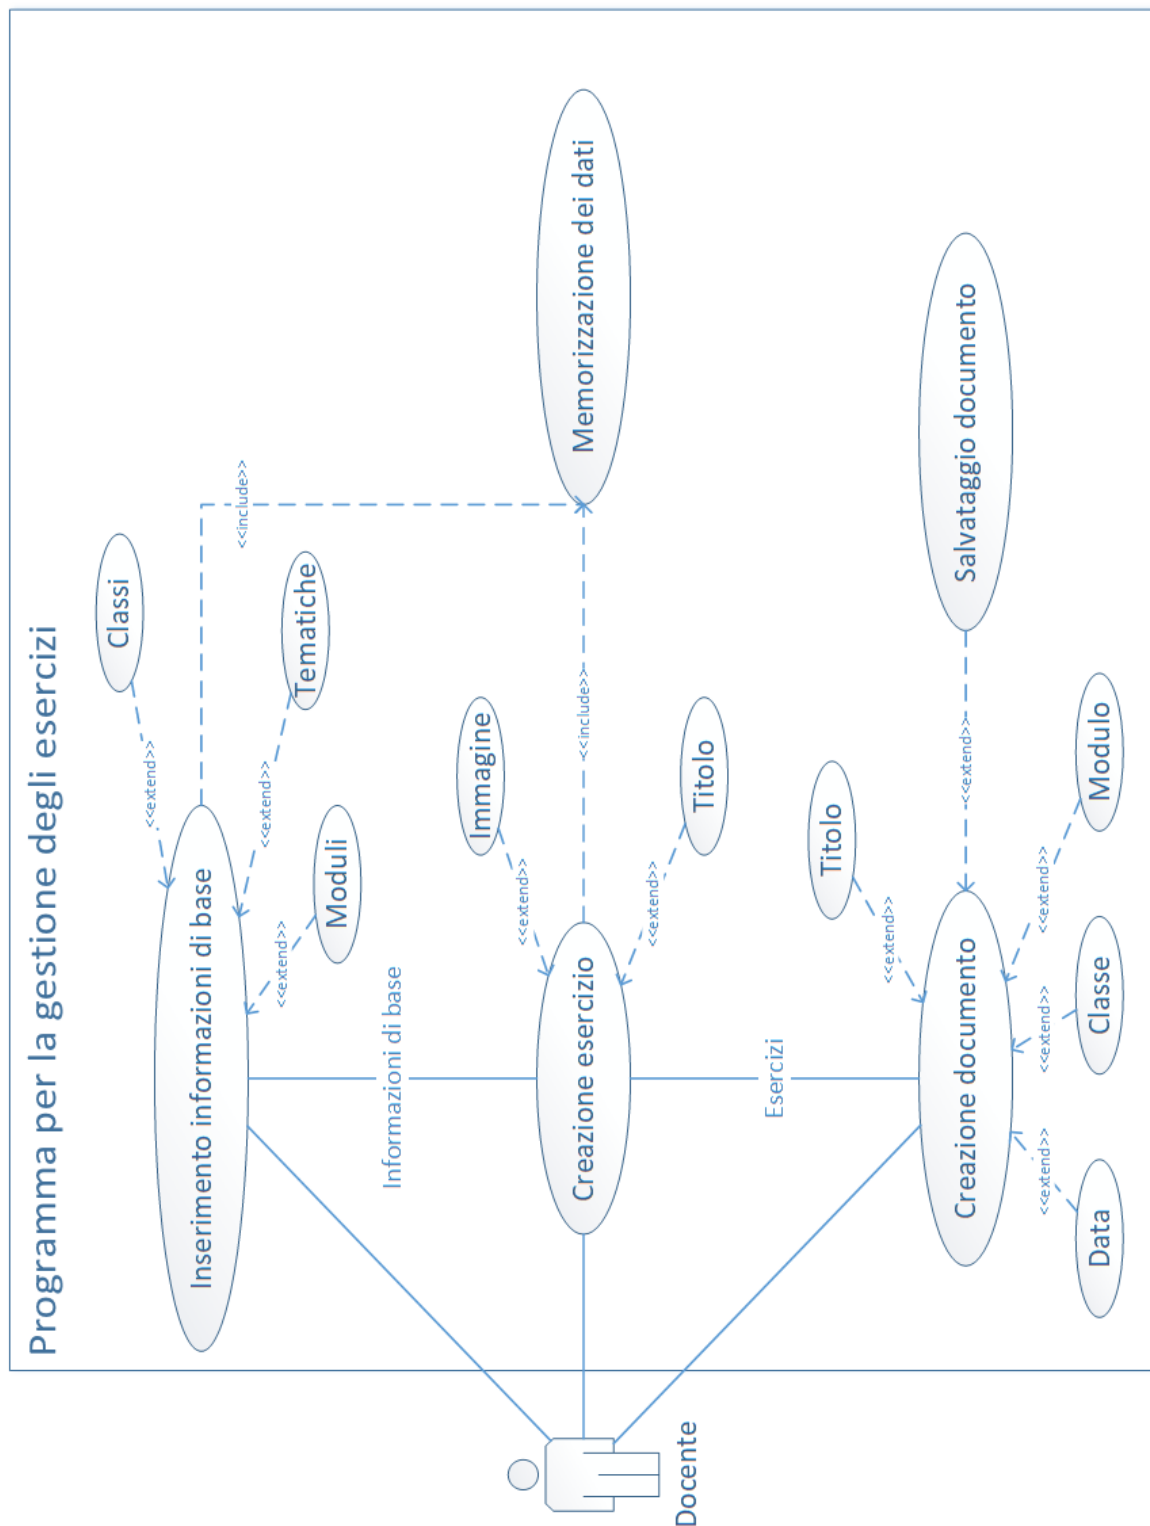 Programma per la gestione degli esercizi
Classi
<<extend>>
<<include>>
Inserimento informazioni di base
<<extend>>
Tematiche
<<extend>>
Moduli
Informazioni di base
Immagine
<<extend>>
Docente
Creazione esercizio
<<include>>
Memorizzazione dei dati
<<extend>>
Titolo
Esercizi
Titolo
<<extend>>
Creazione documento
<<extend>>
Salvataggio documento
<<extend>>
<<extend>>
<<extend>>
Data
Classe
Modulo